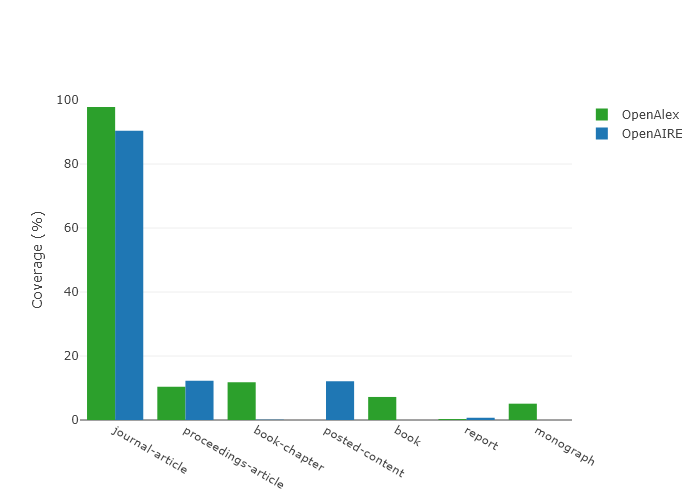 100
80
60
40
20
0
Coverage (%)
journal-article
proceedings-article
book-chapter
posted-content
book
report
monograph
OpenAlex
OpenAIRE